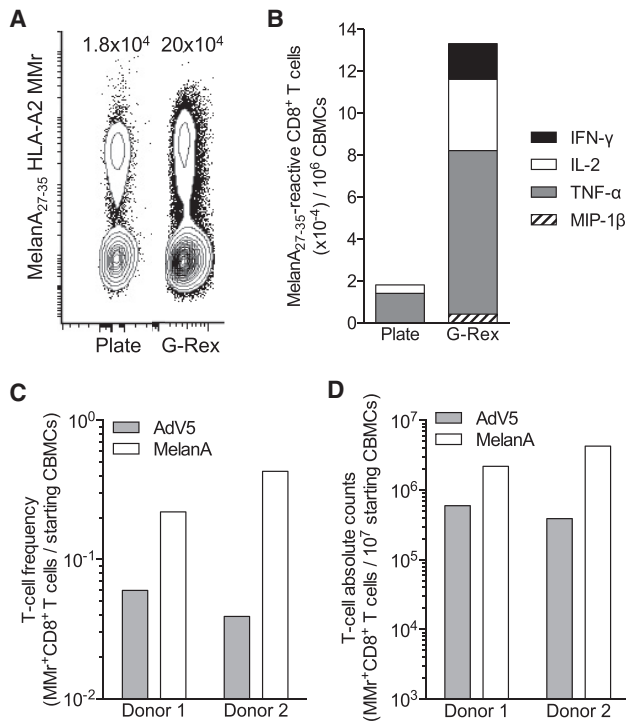 A
1.8x10⁴ 20x10⁴
MelanA₂₇₋₃₅ HLA-A2 MMr
Plate G-Rex
B
MelanA₂₇₋₃₅-reactive CD8⁺ T cells
(x10⁻⁴) / 10⁶ CBMCs
14
12
10
8
6
4
2
0
Plate G-Rex
IFN-γ
IL-2
TNF-α
MIP-1β
C
T-cell frequency
(MMr⁺CD8⁺ T cells / starting CBMCs)
10⁰
10⁻¹
10⁻²
AdV5
MelanA
Donor 1 Donor 2
D
T-cell absolute counts
(MMr⁺CD8⁺ T cells / 10⁷ starting CBMCs)
10⁷
10⁶
10⁵
10⁴
10³
AdV5
MelanA
Donor 1 Donor 2